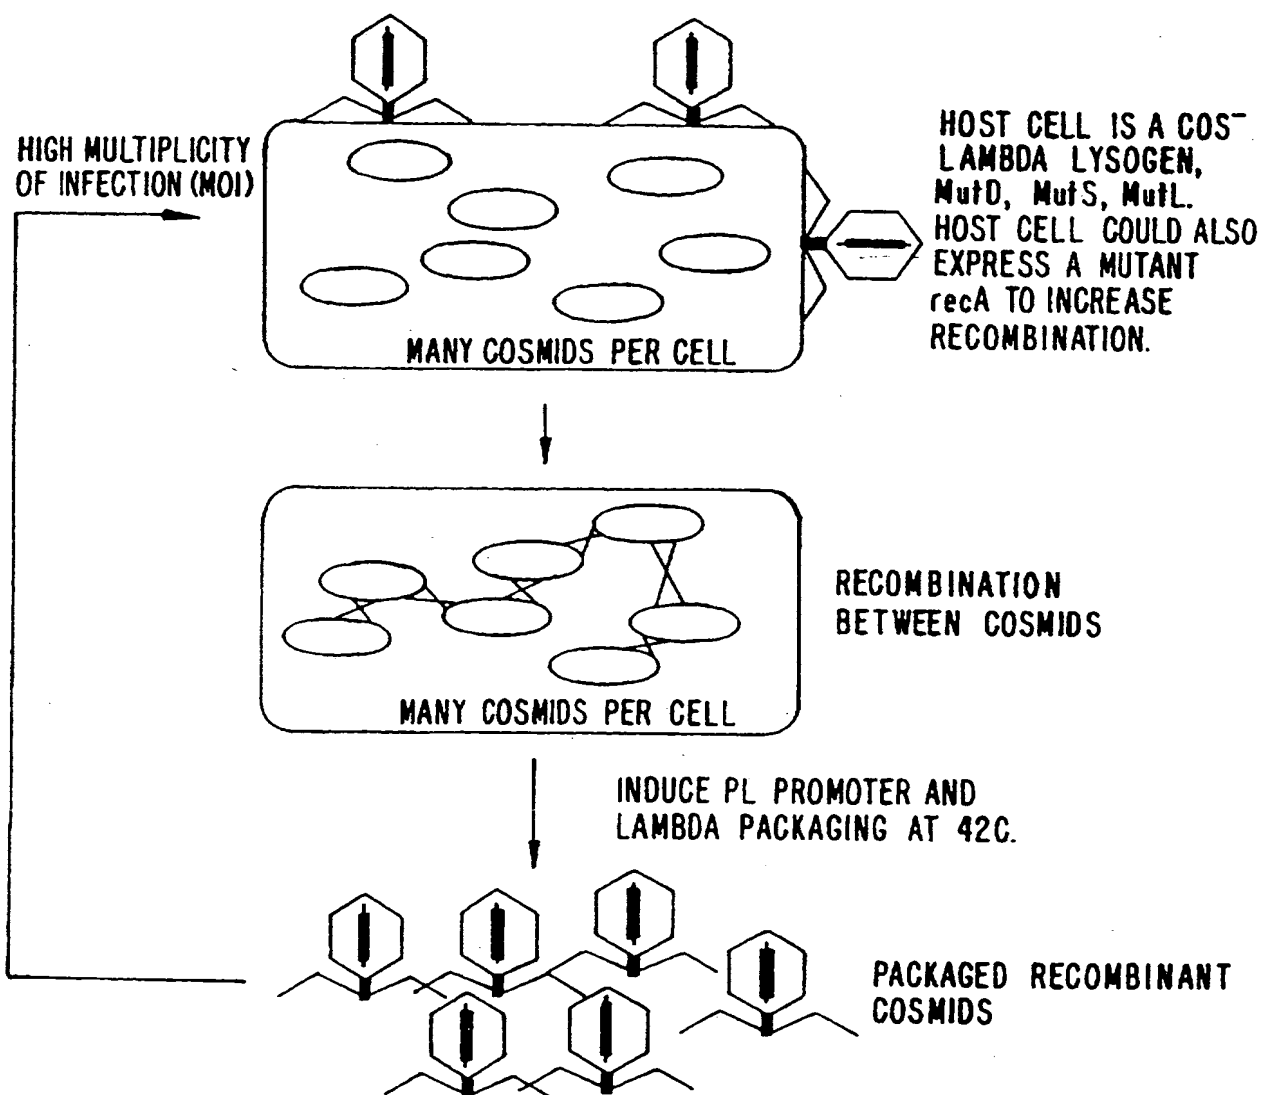 HIGH MULTIPLICITY
OF INFECTION (MOI)
HOST CELL IS A COS⁻
LAMBDA LYSOGEN,
MutD, MutS, MutL.
HOST CELL COULD ALSO
EXPRESS A MUTANT
recA TO INCREASE
RECOMBINATION.
MANY COSMIDS PER CELL
RECOMBINATION
BETWEEN COSMIDS
MANY COSMIDS PER CELL
INDUCE PL PROMOTER AND
LAMBDA PACKAGING AT 42C.
PACKAGED RECOMBINANT
COSMIDS